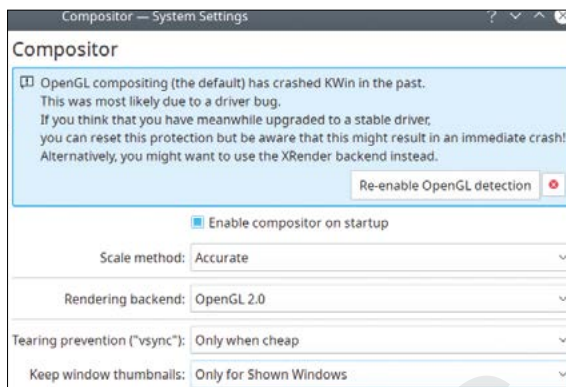 Compositor — System Settings
Compositor
OpenGL compositing (the default) has crashed KWin in the past.
This was most likely due to a driver bug.
If you think that you have meanwhile upgraded to a stable driver,
you can reset this protection but be aware that this might result in an immediate crash!
Alternatively, you might want to use the XRender backend instead.
Re-enable OpenGL detection
Enable compositor on startup
Scale method: Accurate
Rendering backend: OpenGL 2.0
Tearing prevention ("vsync"): Only when cheap
Keep window thumbnails: Only for Shown Windows